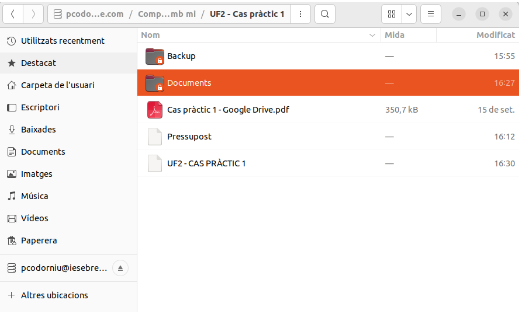 pcodo...e.com / Comp...mb ml / UF2 - Cas pràctic 1
Utilitzats recentment
Destacat
Carpeta de l'usuari
Escriptori
Baixades
Documents
Imatges
Música
Vídeos
Paperera
pcodorniu@iesebre...
Altres ubicacions
Nom Mida Modificat
Backup — 15:55
Documents — 16:27
Cas pràctic 1 - Google Drive.pdf 350,7 kB 15 de set.
Pressupost — 16:12
UF2 - CAS PRÀCTIC 1 — 16:30